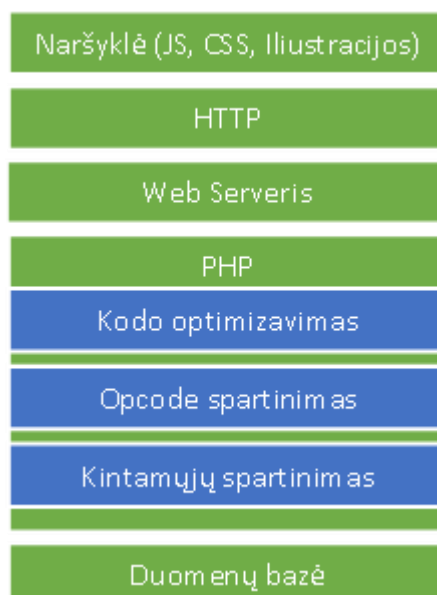 Naršyklė (JS, CSS, Iliustracijos)
HTTP
Web Serveris
PHP
Kodo optimizavimas
Opcode spartinimas
Kintamųjų spartinimas
Duomenų bazė